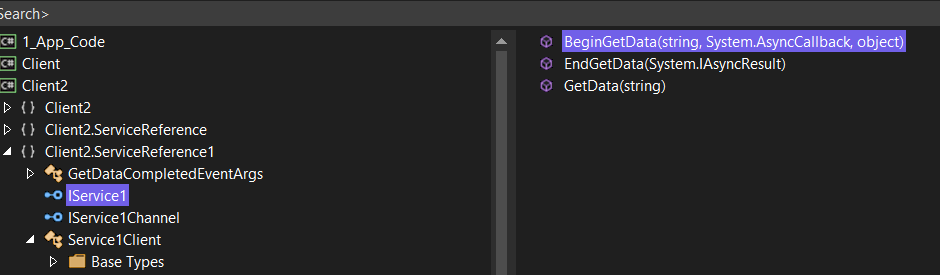 Search>
C# 1_App_Code
C# Client
C# Client2
{ } Client2
{ } Client2.ServiceReference
{ } Client2.ServiceReference1
GetDataCompletedEventArgs
IService1
IService1Channel
Service1Client
Base Types
BeginGetData(string, System.AsyncCallback, object)
EndGetData(System.IAsyncResult)
GetData(string)